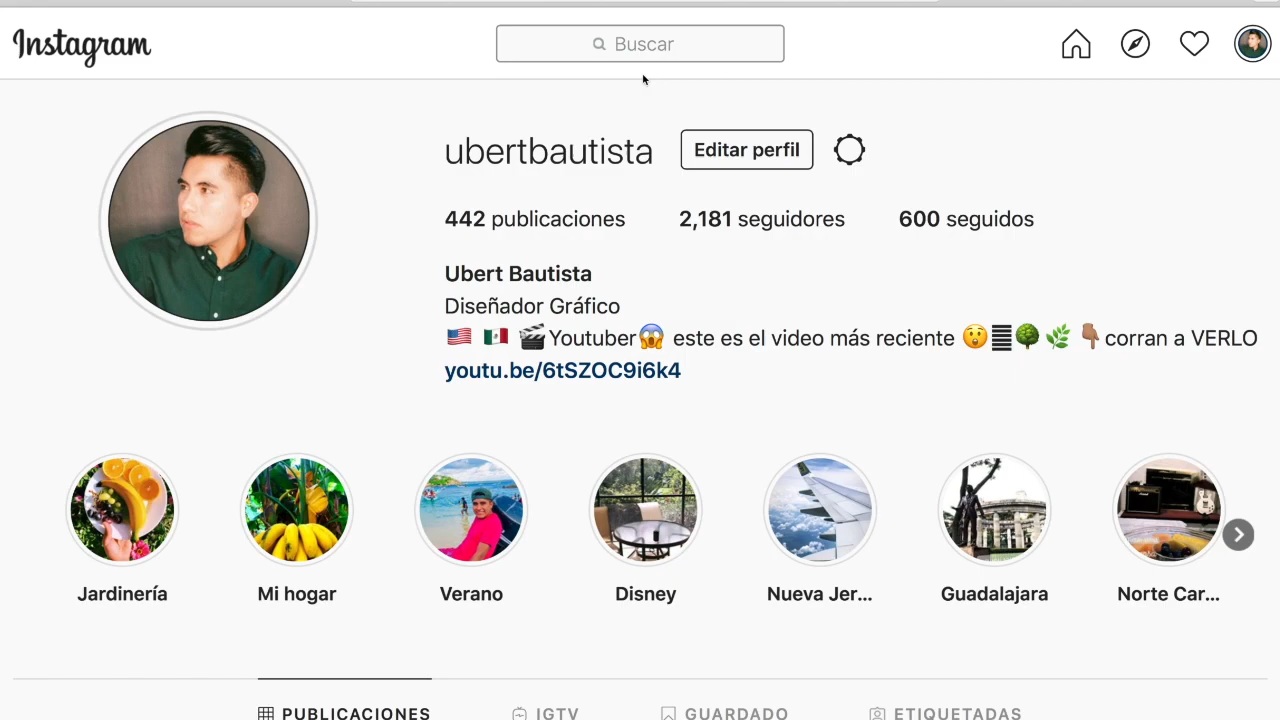 Instagram
Buscar
ubertbautista
Editar perfil
442 publicaciones
2,181 seguidores
600 seguidos
Ubert Bautista
Diseñador Gráfico
🇺🇸 🇲🇽 🎬Youtuber😱 este es el video más reciente 😲𝄛🌳🌿 👇🏽corran a VERLO
youtu.be/6tSZOC9i6k4
Jardinería
Mi hogar
Verano
Disney
Nueva Jer...
Guadalajara
Norte Car...
PUBLICACIONES
IGTV
GUARDADO
ETIQUETADAS